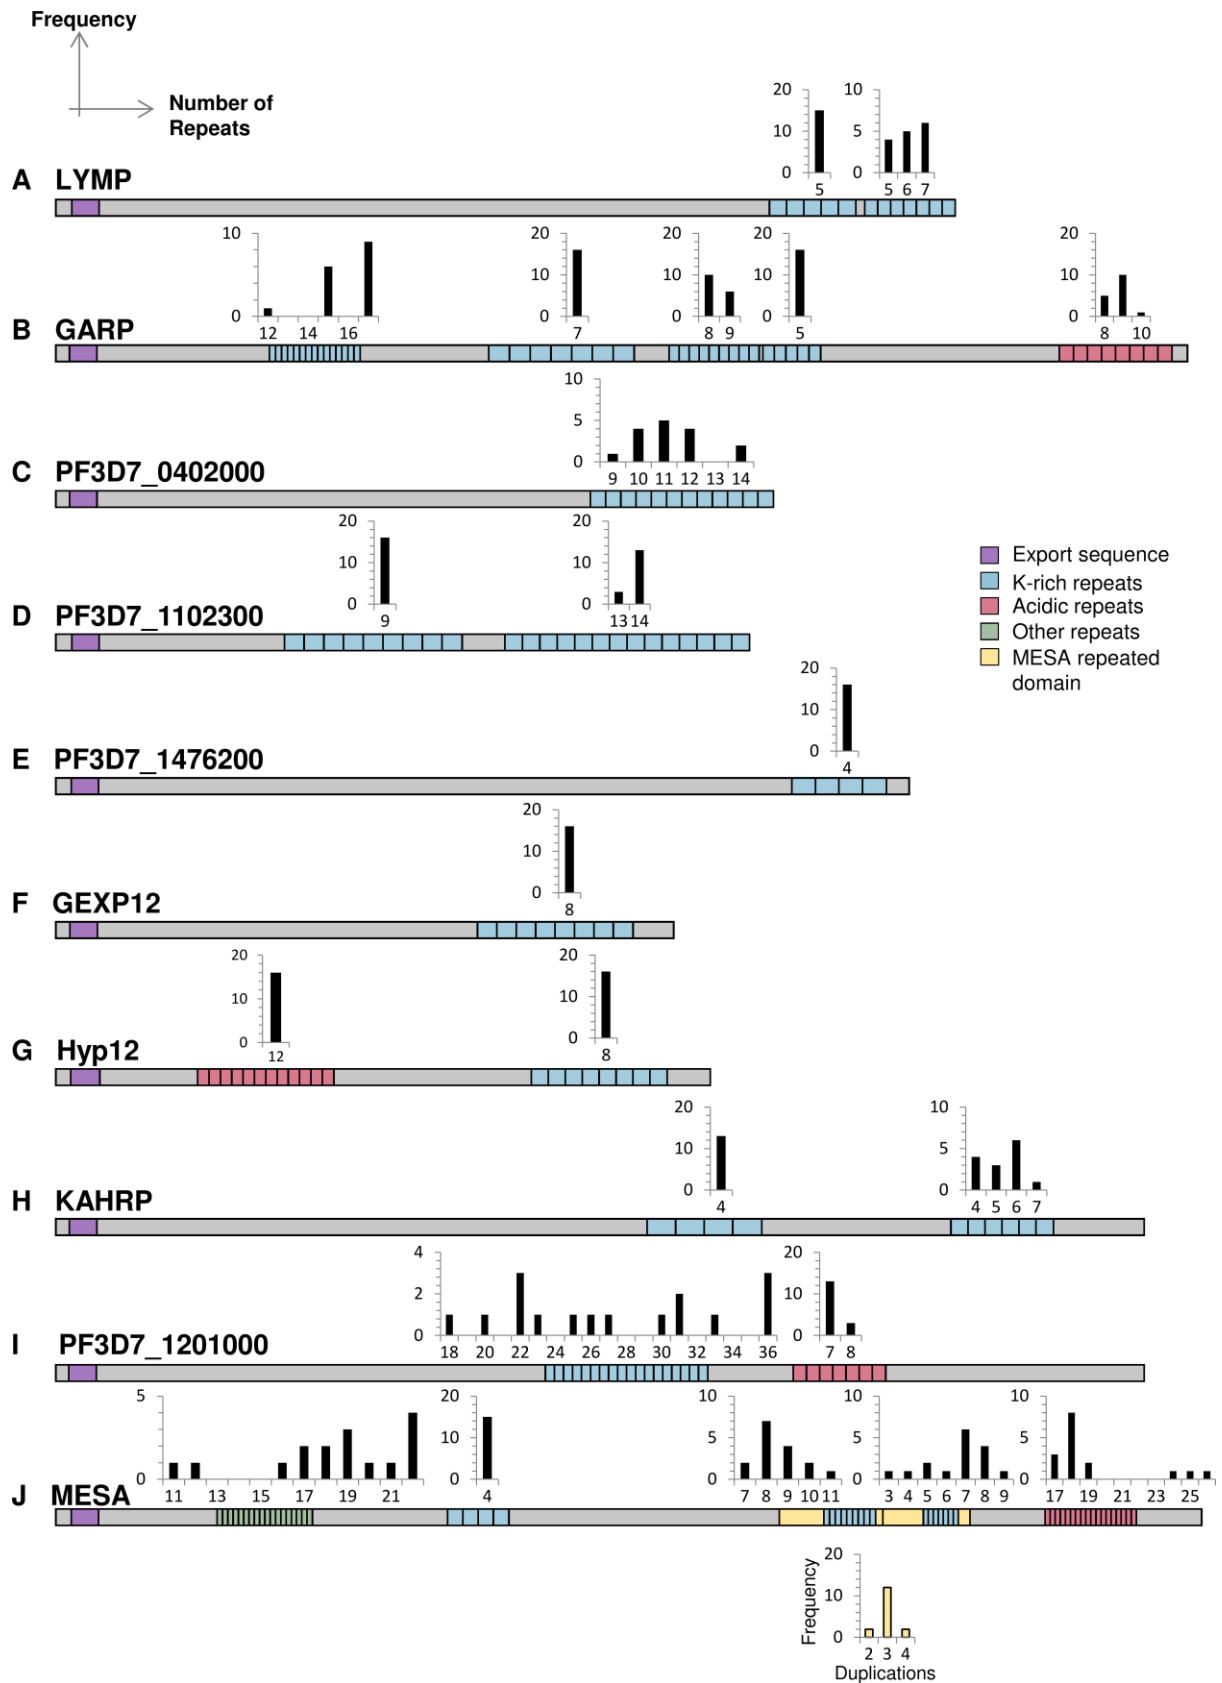 Frequency
Number of
Repeats
20 10
10 5
0 0
5 5 6 7
A LYMP
10 20 20 20 20
10 10 10 10
0 0 0 0 0
12 14 16 7 8 9 5 8 10
B GARP
10
5
0
9 10 11 12 13 14
C PF3D7_0402000
20 20
10 10
0 0
9 13 14
D PF3D7_1102300
Export sequence
K-rich repeats
Acidic repeats
Other repeats
MESA repeated
domain
20
10
0
4
E PF3D7_1476200
20
10
0
8
F GEXP12
20 20
10 10
0 0
12 8
G Hyp12
20 10
10 5
0 0
4 4 5 6 7
H KAHRP
4 20
2 10
0 0
18 20 22 24 26 28 30 32 34 36 7 8
I PF3D7_1201000
5 20 10 10 10
10 5 5 5
0 0 0 0 0
11 13 15 17 19 21 4 7 8 9 10 11 3 4 5 6 7 8 9 17 19 21 23 25
J MESA
20
10
0
Frequency
2 3 4
Duplications